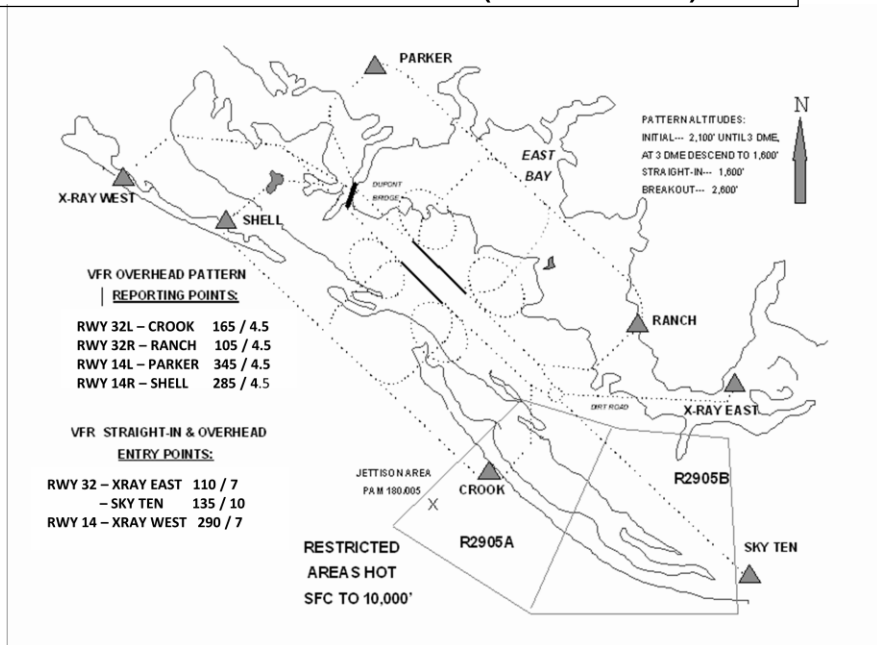 PARKER
N
PATTERN ALTITUDES:
INITIAL--- 2,100' UNTIL 3 DME,
AT 3 DME DESCEND TO 1,600'
STRAIGHT-IN--- 1,600'
BREAKOUT--- 2,600'
EAST
BAY
DUPONT
BRIDGE
X-RAY WEST
SHELL
VFR OVERHEAD PATTERN
REPORTING POINTS:
RWY 32L – CROOK 165 / 4.5
RWY 32R – RANCH 105 / 4.5
RWY 14L – PARKER 345 / 4.5
RWY 14R – SHELL 285 / 4.5
RANCH
X-RAY EAST
DIRT ROAD
VFR STRAIGHT-IN & OVERHEAD
ENTRY POINTS:
RWY 32 – XRAY EAST 110 / 7
– SKY TEN 135 / 10
RWY 14 – XRAY WEST 290 / 7
JETTISON AREA
PAM 180/005
X
CROOK
R2905B
R2905A
SKY TEN
RESTRICTED
AREAS HOT
SFC TO 10,000'